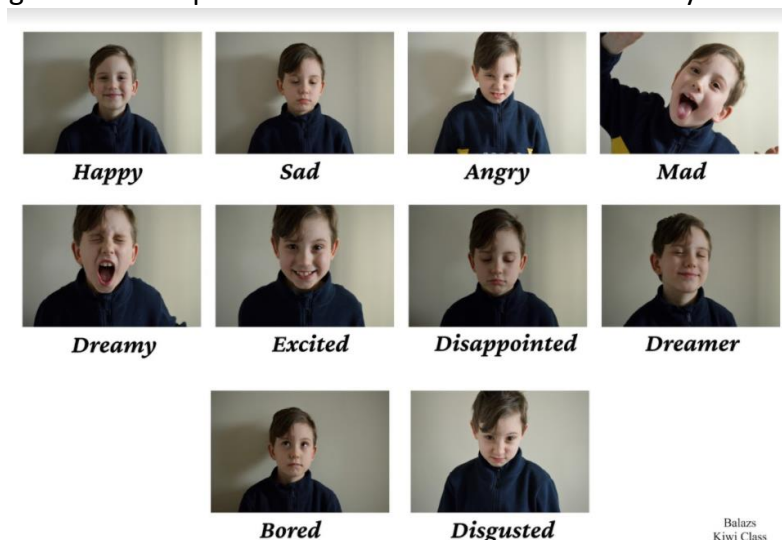 Happy Sad Angry Mad
Dreamy Excited Disappointed Dreamer
Bored Disgusted
Balazs
Kiwi Class